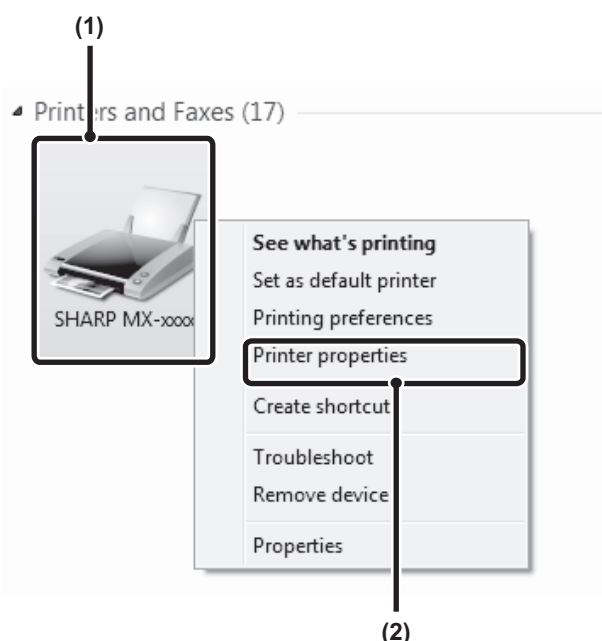 (1)
Printers and Faxes (17)
SHARP MX-xxxx
See what's printing
Set as default printer
Printing preferences
Printer properties
Create shortcut
Troubleshoot
Remove device
Properties
(2)